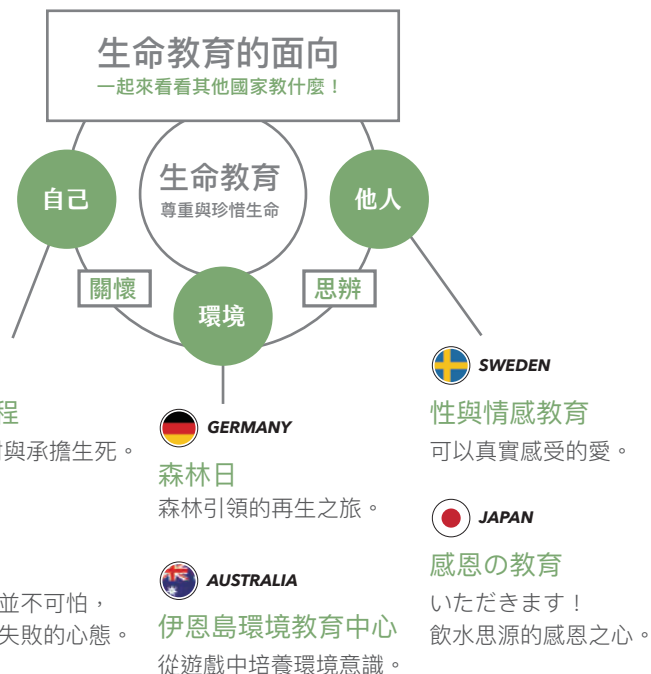 生命教育的面向
一起來看看其他國家教什麼！
生命教育
尊重與珍惜生命
自己
他人
關懷
思辨
環境
程
與承擔生死。
並不可怕，
失敗的心態。
GERMANY
森林日
森林引領的再生之旅。
AUSTRALIA
伊恩島環境教育中心
從遊戲中培養環境意識。
SWEDEN
性與情感教育
可以真實感受的愛。
JAPAN
感恩の教育
いただきます！
飲水思源的感恩之心。